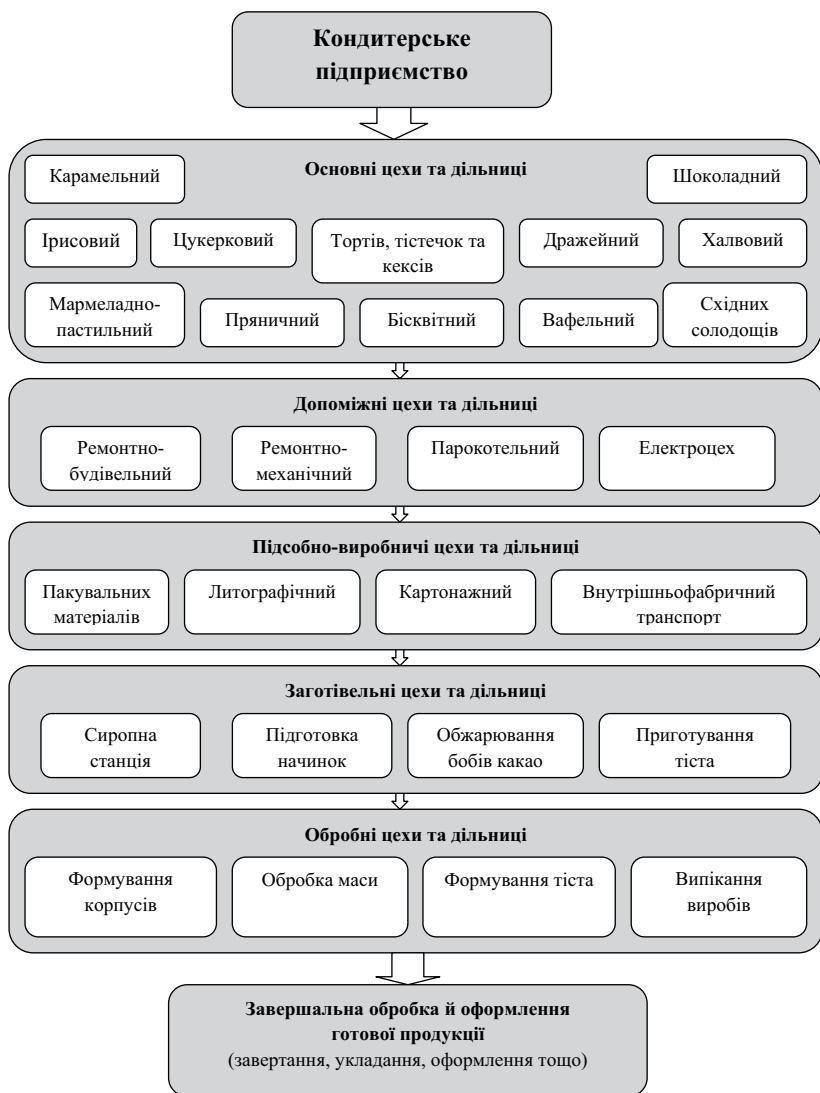 Кондитерське
підприємство
Основні цехи та дільниці
Карамельний
Шоколадний
Ірисовий
Цукерковий
Тортів, тістечок та
кексів
Дражейний
Халвовий
Мармеладно-
пастильний
Пряничний
Бісквітний
Вафельний
Східних
солодощів
Допоміжні цехи та дільниці
Ремонтно-
будівельний
Ремонтно-
механічний
Парокотельний
Електроцех
Підсобно-виробничі цехи та дільниці
Пакувальних
матеріалів
Литографічний
Картонажний
Внутрішньофабричний
транспорт
Заготівельні цехи та дільниці
Сиропна
станція
Підготовка
начинок
Обжарювання
бобів какао
Приготування
тіста
Обробні цехи та дільниці
Формування
корпусів
Обробка маси
Формування тіста
Випікання
виробів
Завершальна обробка й оформлення
готової продукції
(завертання, укладання, оформлення тощо)